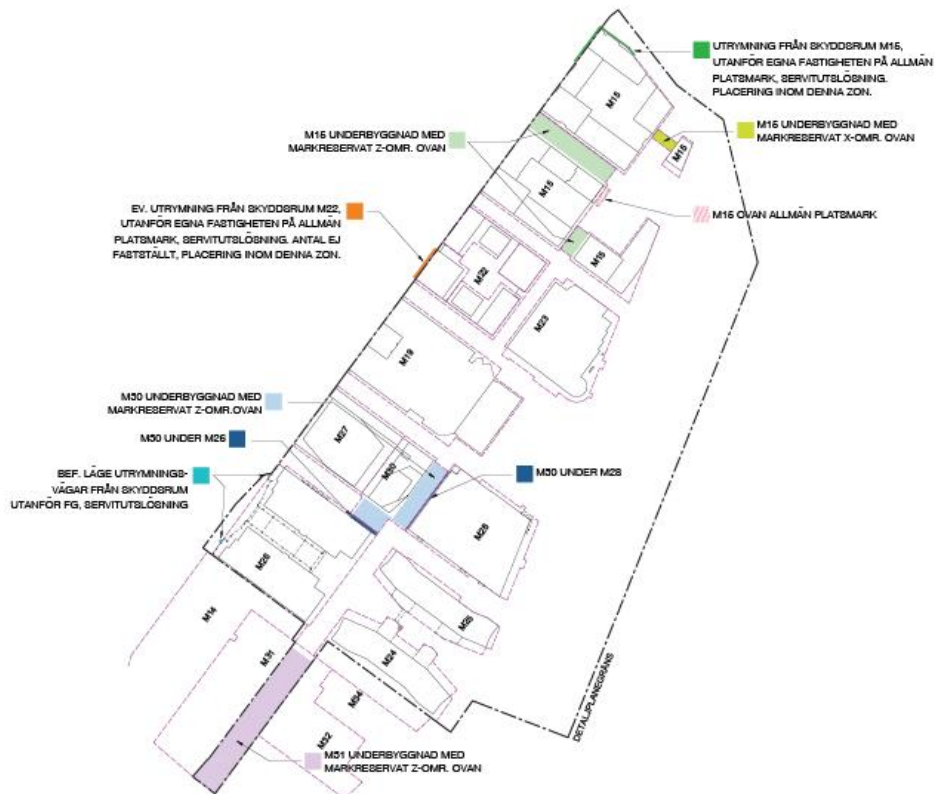 UTRYMNING FRÅN SKYDDSRUM M15,
UTANFÖR EGNA FASTIGHETEN PÅ ALLMÄN
PLATSMARK, SERVITUTSLÖSNING.
PLACERING INOM DENNA ZON.
M15
M15 UNDERBYGGNAD MED
MARKRESERVAT Z-OMR. OVAN
M15 UNDERBYGGNAD MED
MARKRESERVAT X-OMR. OVAN
M15
M15
EV. UTRYMNING FRÅN SKYDDSRUM M22,
UTANFÖR EGNA FASTIGHETEN PÅ ALLMÄN
PLATSMARK, SERVITUTSLÖSNING. ANTAL EJ
FASTSTÄLLT, PLACERING INOM DENNA ZON.
M15 OVAN ALLMÄN PLATSMARK
M15
M22
M23
M19
M30 UNDERBYGGNAD MED
MARKRESERVAT Z-OMR.OVAN
M27
M30 UNDER M26
M30
M30 UNDER M28
BEF. LÄGE UTRYMNINGS-
VÄGAR FRÅN SKYDDSRUM
UTANFÖR FG, SERVITUTSLÖSNING
M28
M26
M14
M25
M31
M24
M34
M32
DETALJPLANEGRÄNS
M31 UNDERBYGGNAD MED
MARKRESERVAT Z-OMR. OVAN